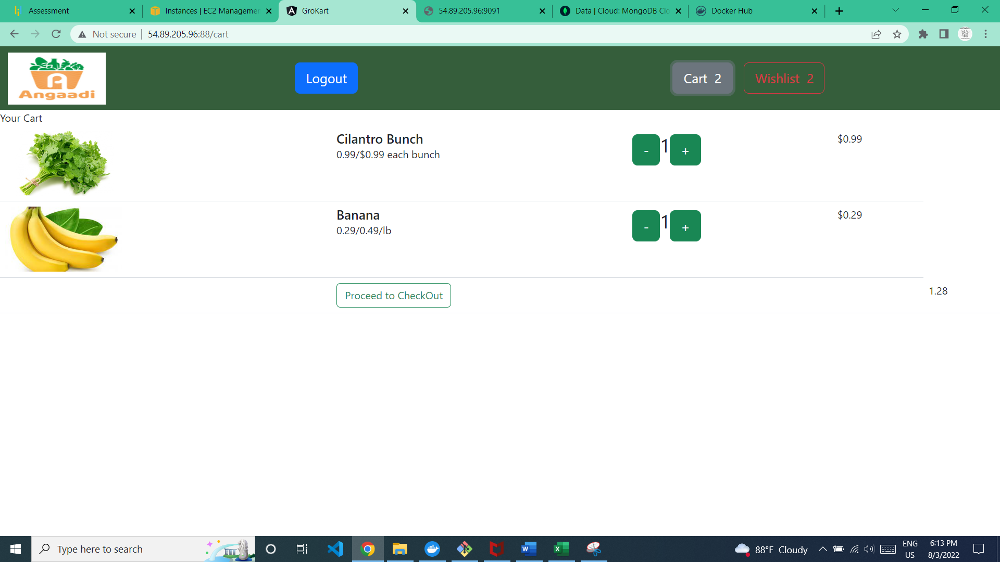 Assessment
Instances | EC2 Managemen
GroKart
54.89.205.96:9091
Data | Cloud: MongoDB Clo
Docker Hub
Not secure | 54.89.205.96:88/cart
Angaadi
Logout
Cart 2
Wishlist 2
Your Cart
Cilantro Bunch
0.99/$0.99 each bunch
- 1 +
$0.99
Banana
0.29/0.49/lb
- 1 +
$0.29
Proceed to CheckOut
1.28
Type here to search
88°F Cloudy
ENG
US
6:13 PM
8/3/2022